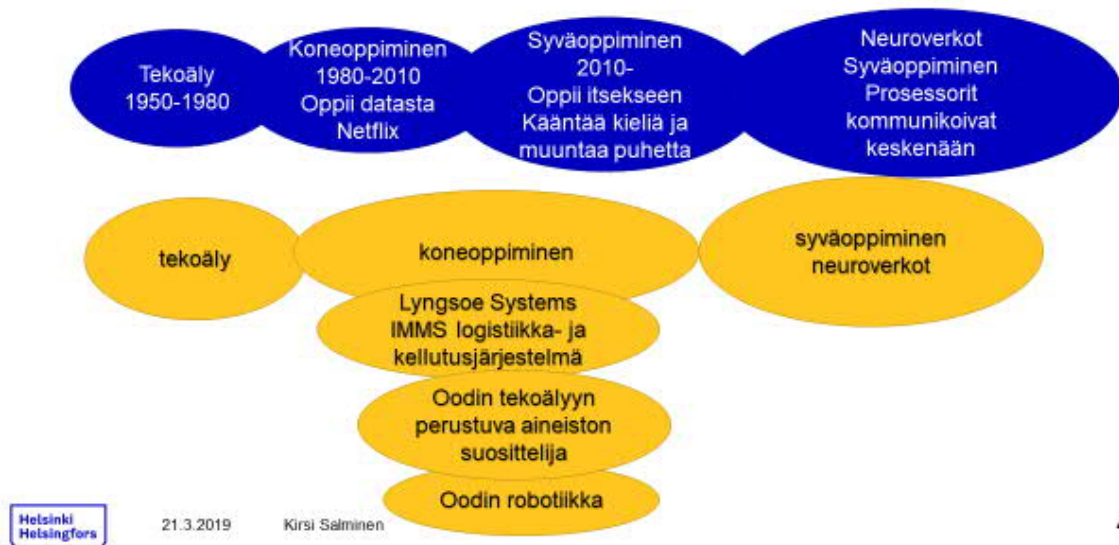 Tekoäly
1950-1980
Koneoppiminen
1980-2010
Oppii datasta
Netflix
Syväoppiminen
2010-
Oppii itsekseen
Kääntää kieliä ja
muuntaa puhetta
Neuroverkot
Syväoppiminen
Prosessorit
kommunikoivat
keskenään
tekoäly
koneoppiminen
syväoppiminen
neuroverkot
Lyngsoe Systems
IMMS logistiikka- ja
kellutusjärjestelmä
Oodin tekoälyyn
perustuva aineiston
suosittelija
Oodin robotiikka
Helsinki
Helsingfors
21.3.2019 Kirsi Salminen